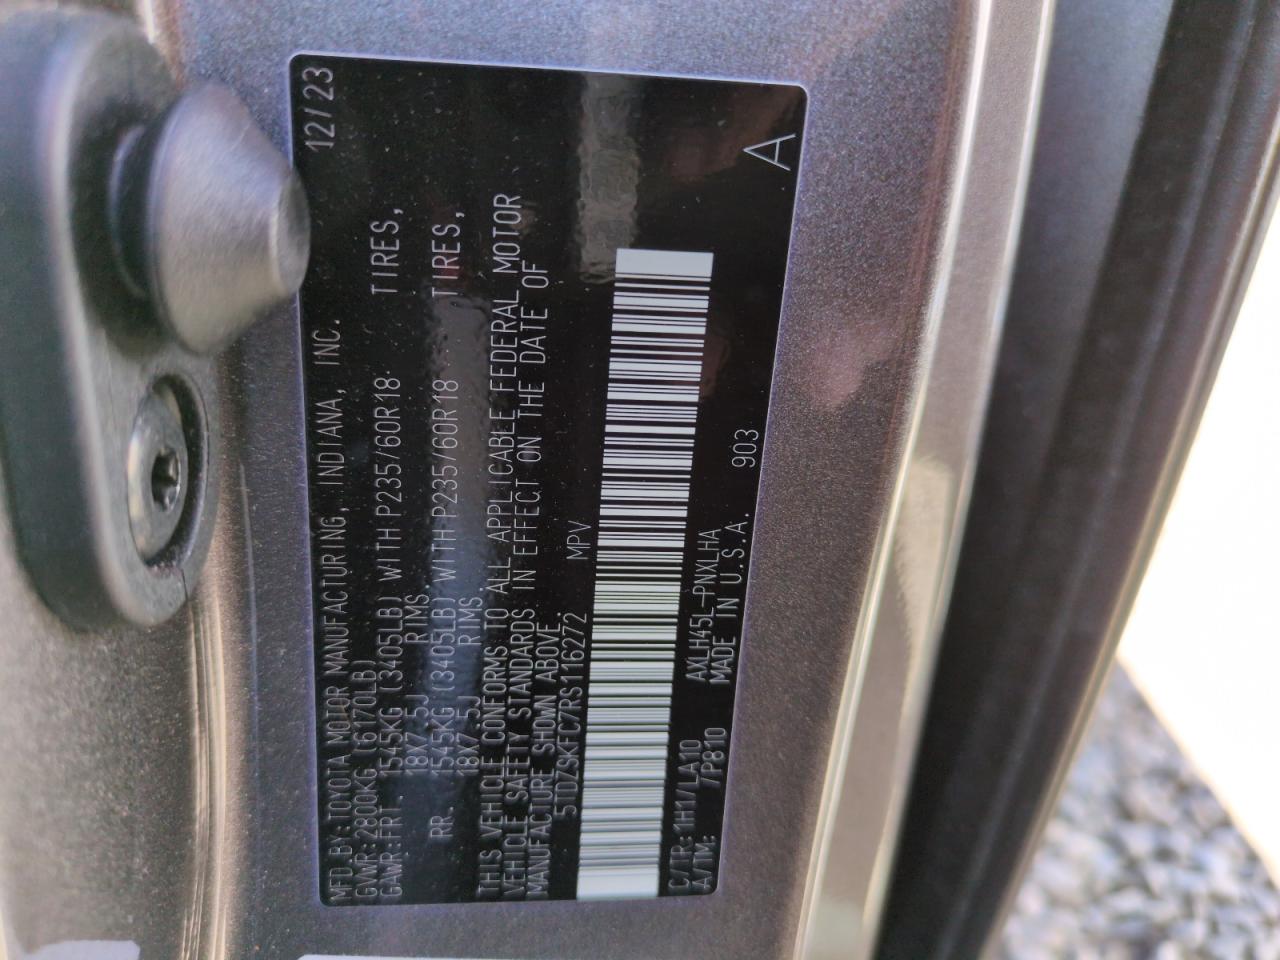 MFD.BY:TOYOTA MOTOR MANUFACTURING, INDIANA, INC. 12/23
GVWR:2800KG (6170LB)
GAWR:FRT. 1545KG (3405LB) WITH P235/60R18 TIRES,
18X7.5J RIMS,
RR. 1545KG (3405LB) WITH P235/60R18 TIRES,
18X7.5J RIMS.
THIS VEHICLE CONFORMS TO ALL APPLICABLE FEDERAL MOTOR
VEHICLE SAFETY STANDARDS IN EFFECT ON THE DATE OF
MANUFACTURE SHOWN ABOVE.
5TDZ9KFC7RS116272 MPV
C/TR:1H1/LA10 AXLH45L-PNXLHA
A/TM: /P810 MADE IN U.S.A. 903 A